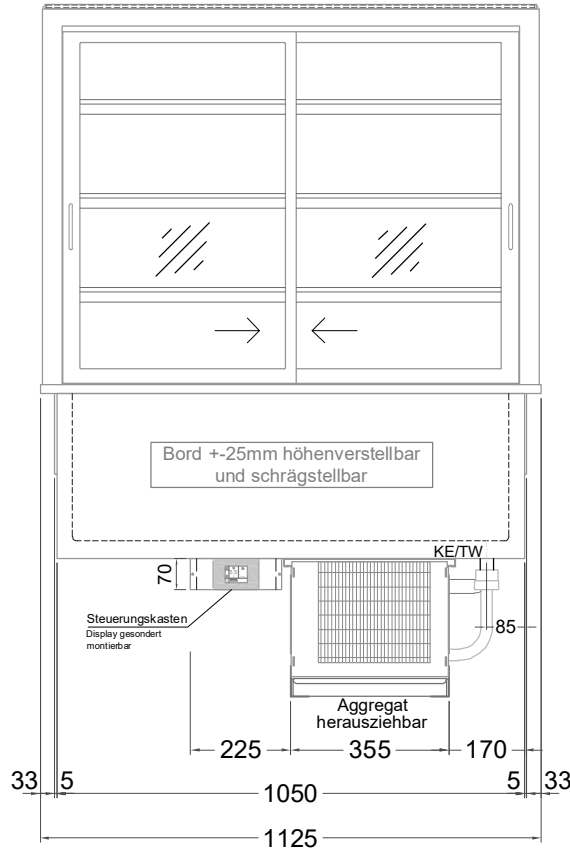 Bord +-25mm höhenverstellbar
und schrägstellbar
KE/TW
70
Steuerungskasten
Display gesondert
montierbar
85
Aggregat
herausziehbar
225
355
170
33
5
1050
5
33
1125